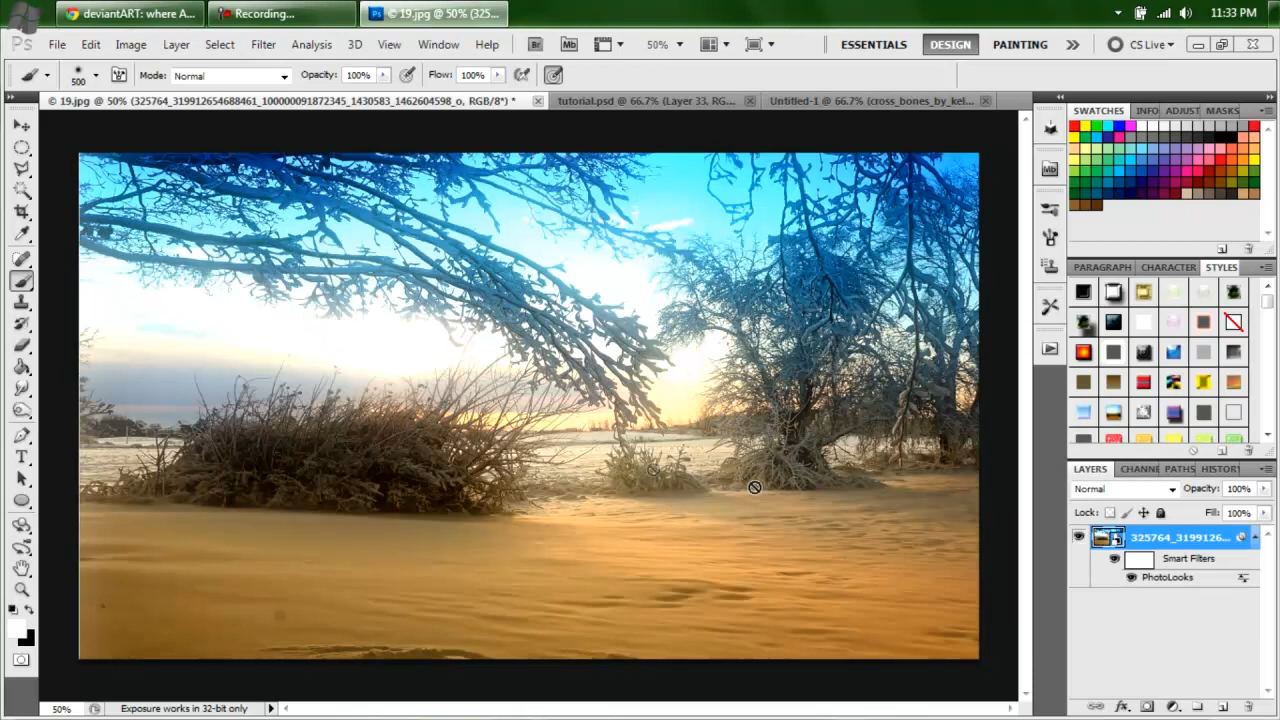 deviantART: where A...
Recording...
© 19.jpg @ 50% (325...
11:33 PM
Ps File Edit Image Layer Select Filter Analysis 3D View Window Help Br Mb 50% ESSENTIALS DESIGN PAINTING CS Live
500 Mode: Normal Opacity: 100% Flow: 100%
© 19.jpg @ 50% (325764_319912654688461_100000091872345_1430583_1462604598_o, RGB/8*) *
tutorial.psd @ 66.7% (Layer 33, RG...
Untitled-1 @ 66.7% (cross_bones_by_kel...
SWATCHES INFO ADJUST MASKS
Mb
PARAGRAPH CHARACTER STYLES
LAYERS CHANNE PATHS HISTORY
Normal Opacity: 100%
Lock: Fill: 100%
325764_3199126...
Smart Filters
PhotoLooks
50% Exposure works in 32-bit only